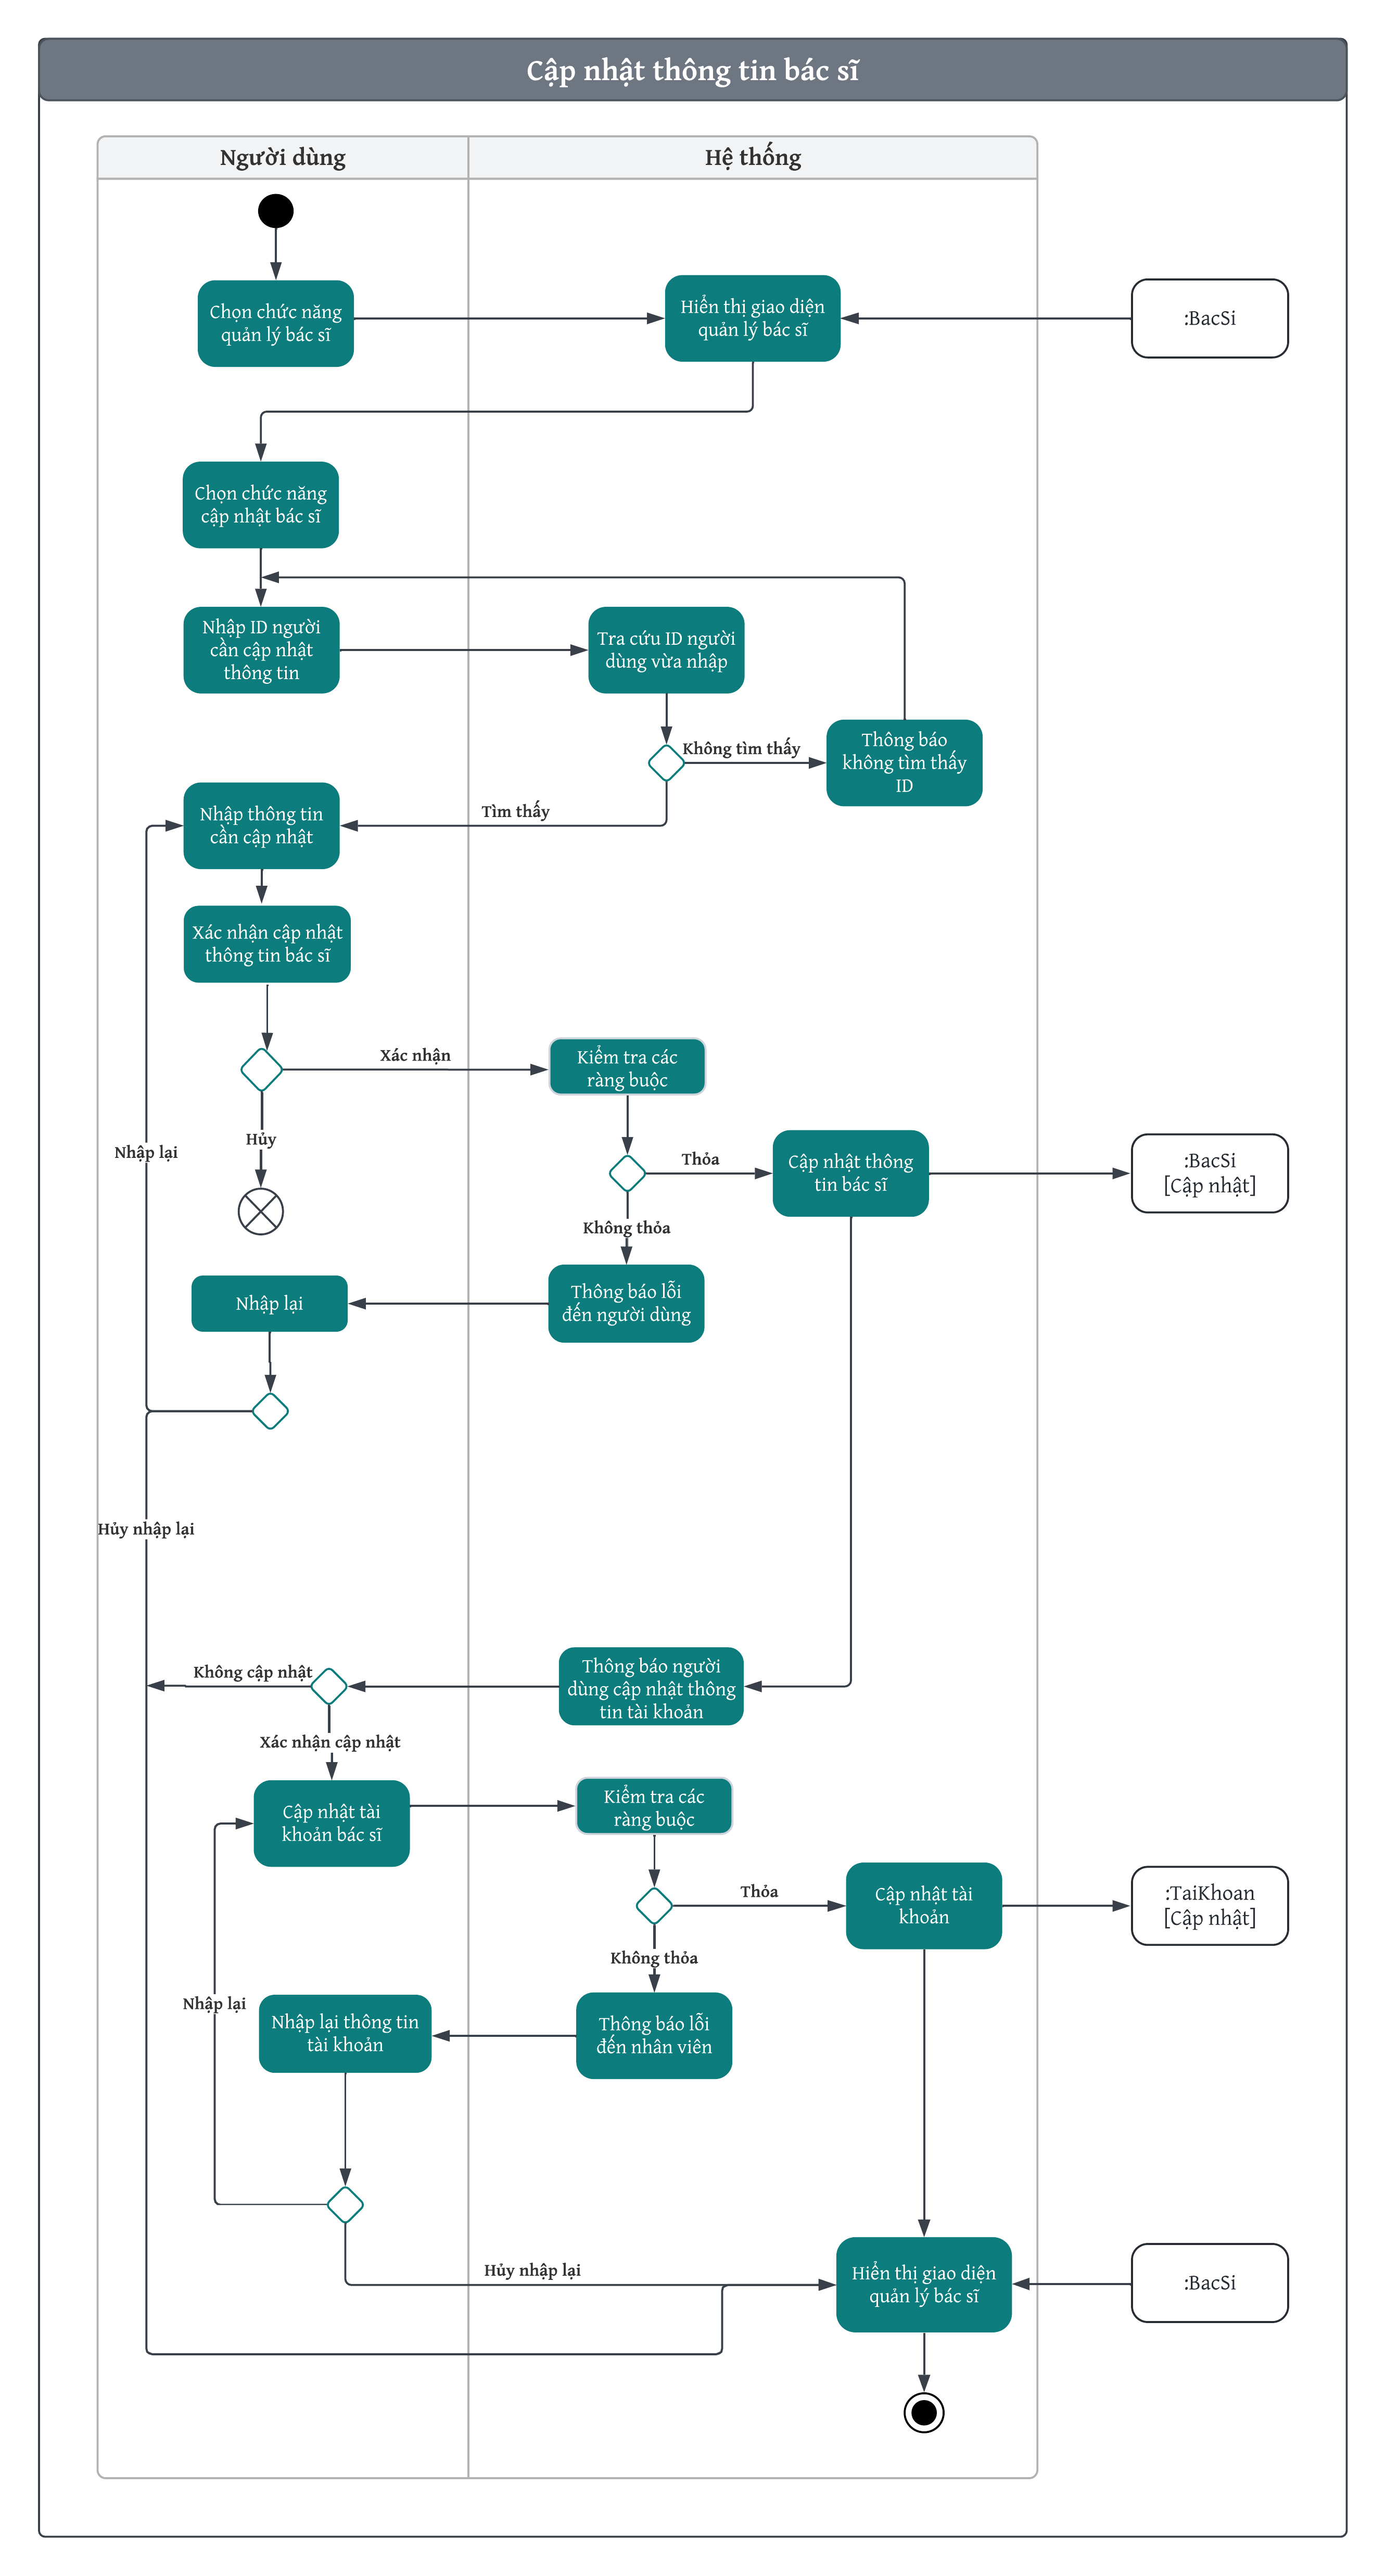 Cập nhật thông tin bác sĩ
Người dùng
Hệ thống
Chọn chức năng
quản lý bác sĩ
Hiển thị giao diện
quản lý bác sĩ
:BacSi
Chọn chức năng
cập nhật bác sĩ
Nhập ID người
cần cập nhật
thông tin
Tra cứu ID người
dùng vừa nhập
Không tìm thấy
Thông báo
không tìm thấy
ID
Tìm thấy
Nhập thông tin
cần cập nhật
Xác nhận cập nhật
thông tin bác sĩ
Xác nhận
Kiểm tra các
ràng buộc
Hủy
Nhập lại
Thỏa
Cập nhật thông
tin bác sĩ
:BacSi
[Cập nhật]
Không thỏa
Thông báo lỗi
đến người dùng
Nhập lại
Hủy nhập lại
Không cập nhật
Thông báo người
dùng cập nhật thông
tin tài khoản
Xác nhận cập nhật
Cập nhật tài
khoản bác sĩ
Kiểm tra các
ràng buộc
Thỏa
Cập nhật tài
khoản
:TaiKhoan
[Cập nhật]
Không thỏa
Nhập lại
Nhập lại thông tin
tài khoản
Thông báo lỗi
đến nhân viên
Hủy nhập lại
Hiển thị giao diện
quản lý bác sĩ
:BacSi